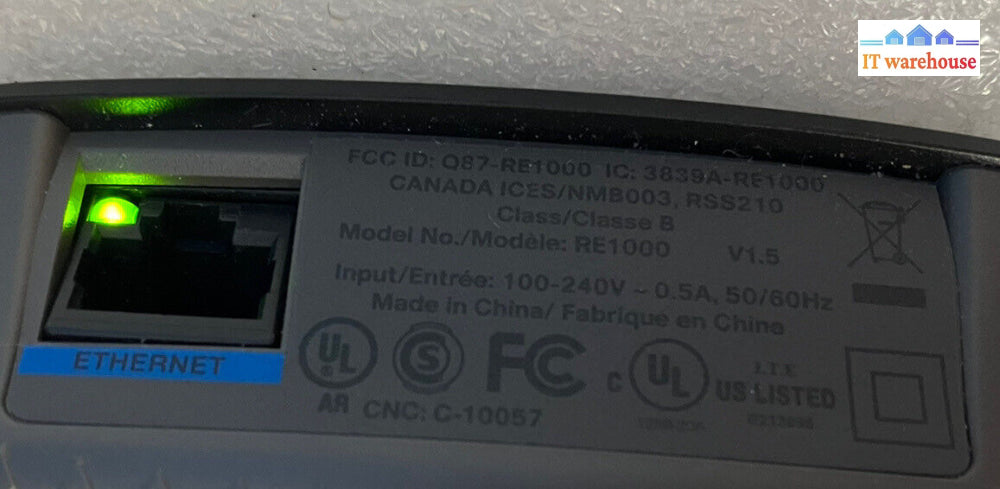 IT warehouse
FCC ID: Q87-RE1000 IC: 3839A-RE1000
CANADA ICES/NMB003, RSS210
Class/Classe B
Model No./Modèle: RE1000 V1.5
Input/Entrée: 100-240V ~ 0.5A, 50/60Hz
Made in China/ Fabrique en Chine
ETHERNET
UL
S
FC
C UL US LISTED
I.T.E
AR CNC: C-10057